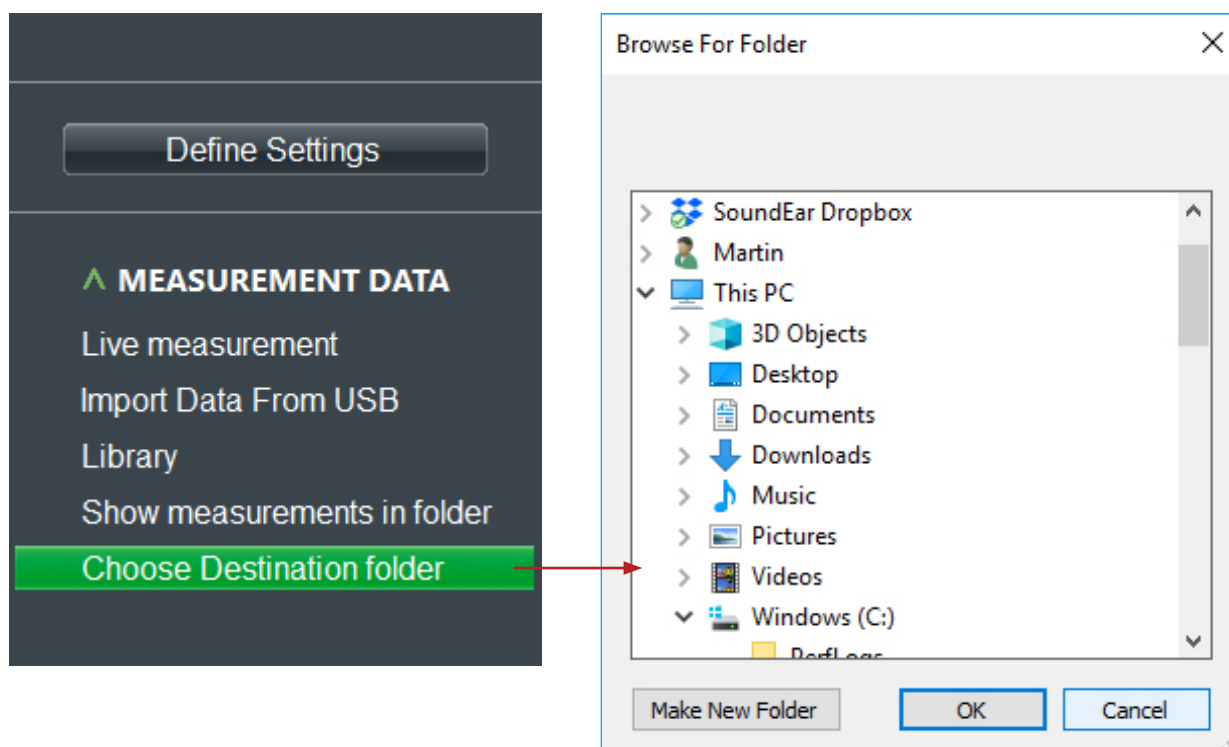 Define Settings
MEASUREMENT DATA
Live measurement
Import Data From USB
Library
Show measurements in folder
Choose Destination folder
Browse For Folder
SoundEar Dropbox
Martin
This PC
3D Objects
Desktop
Documents
Downloads
Music
Pictures
Videos
Windows (C:)
PerfLogs
Make New Folder
OK
Cancel